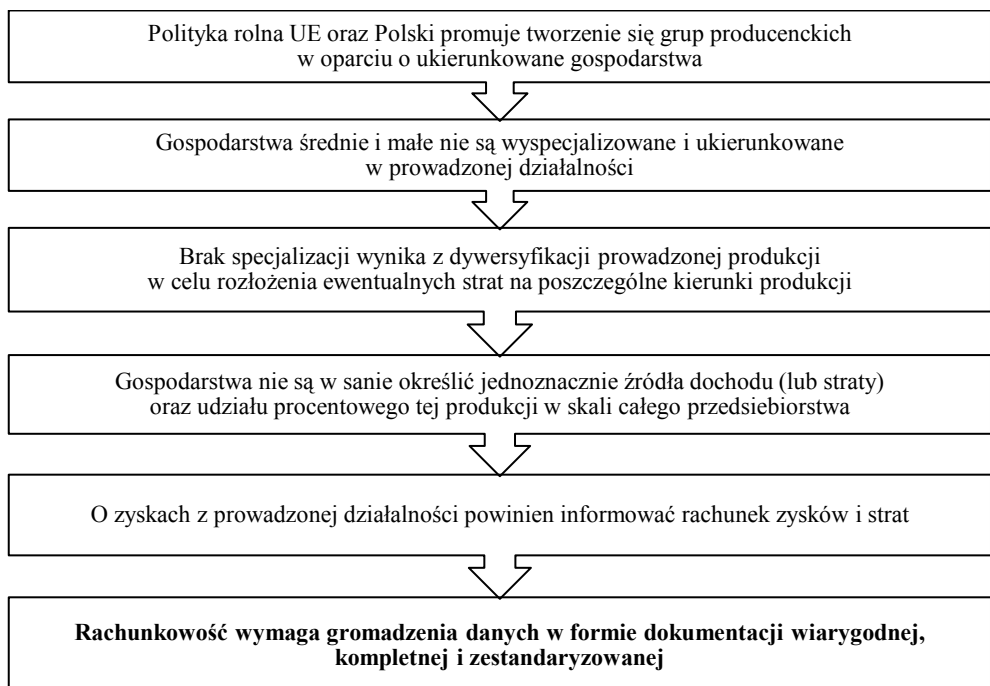 Polityka rolna UE oraz Polski promuje tworzenie się grup producenckich
w oparciu o ukierunkowane gospodarstwa
Gospodarstwa średnie i małe nie są wyspecjalizowane i ukierunkowane
w prowadzonej działalności
Brak specjalizacji wynika z dywersyfikacji prowadzonej produkcji
w celu rozłożenia ewentualnych strat na poszczególne kierunki produkcji
Gospodarstwa nie są w sanie określić jednoznacznie źródła dochodu (lub straty)
oraz udziału procentowego tej produkcji w skali całego przedsiebiorstwa
O zyskach z prowadzonej działalności powinien informować rachunek zysków i strat
Rachunkowość wymaga gromadzenia danych w formie dokumentacji wiarygodnej,
kompletnej i zestandaryzowanej